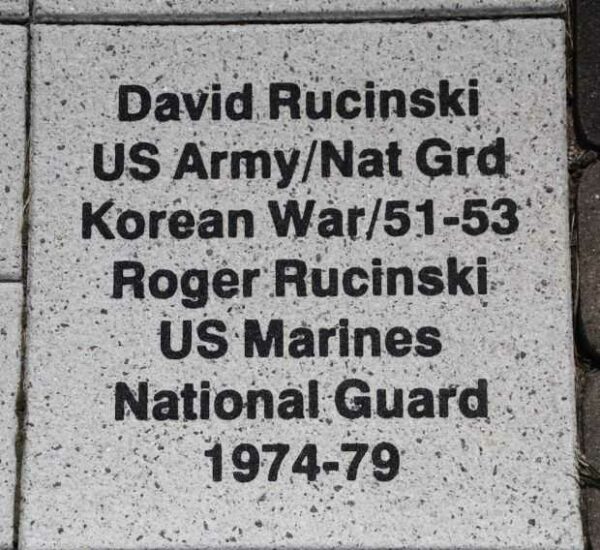 David Rucinski
US Army/Nat Grd
Korean War/51-53
Roger Rucinski
US Marines
National Guard
1974-79